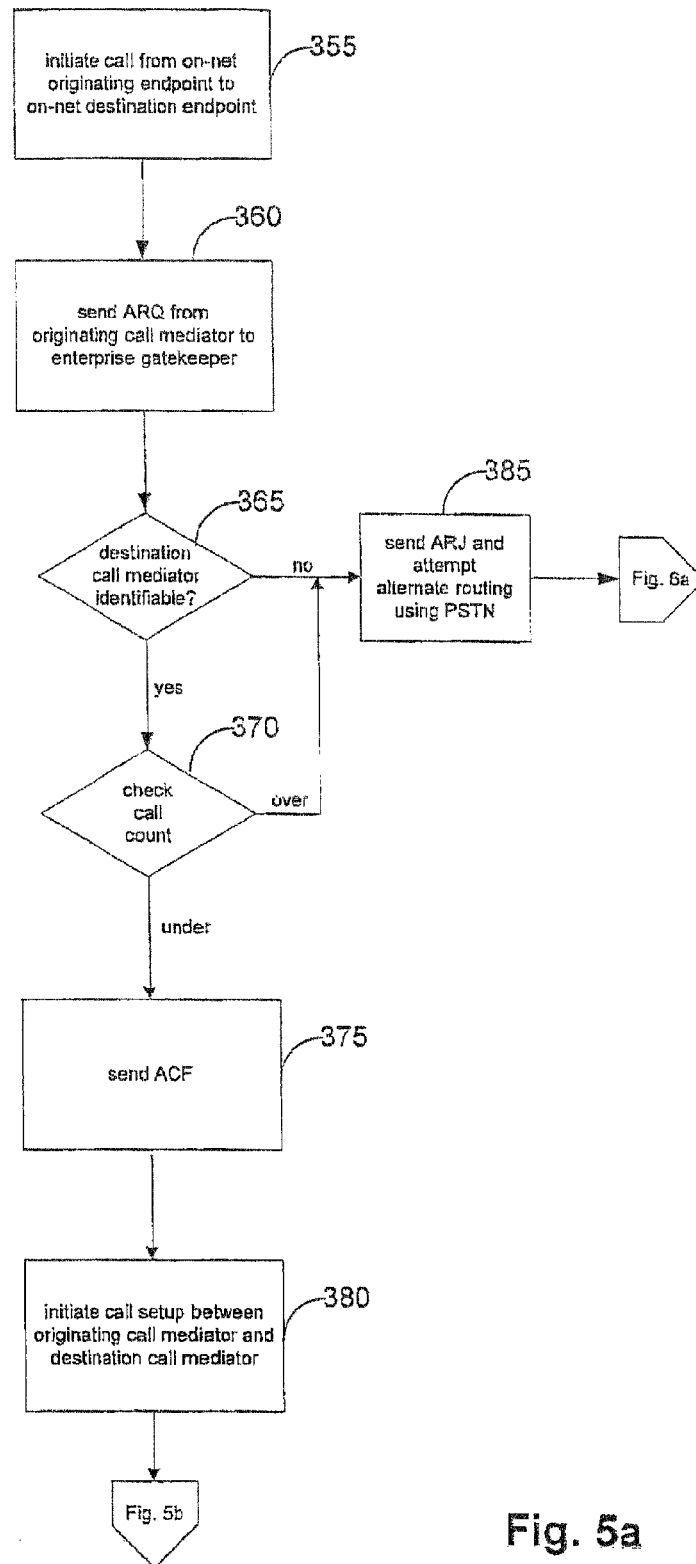 initiate call from on-net
originating endpoint to
on-net destination endpoint
355
360
send ARQ from
originating call mediator to
enterprise gatekeeper
365
destination
call mediator
identifiable?
no
385
send ARJ and
attempt
alternate routing
using PSTN
Fig. 6a
yes
370
check
call
count
over
under
375
send ACF
380
initiate call setup between
originating call mediator and
destination call mediator
Fig. 5b
Fig. 5a